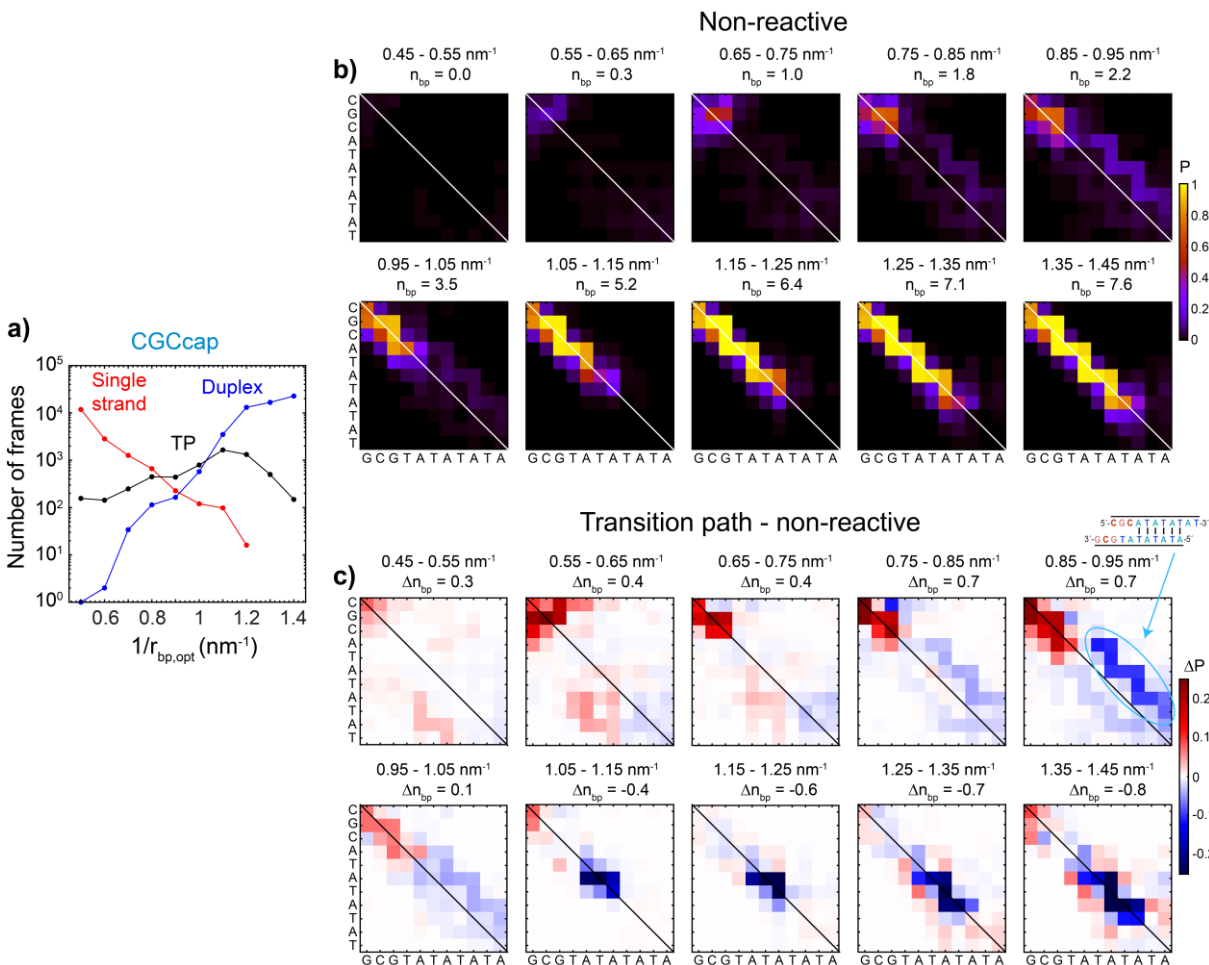 Non-reactive
b)
0.45 - 0.55 nm⁻¹
n_bp = 0.0
0.55 - 0.65 nm⁻¹
n_bp = 0.3
0.65 - 0.75 nm⁻¹
n_bp = 1.0
0.75 - 0.85 nm⁻¹
n_bp = 1.8
0.85 - 0.95 nm⁻¹
n_bp = 2.2
C
G
C
A
T
A
T
A
T
A
T
P
1
0.8
0.6
0.4
0.2
0
0.95 - 1.05 nm⁻¹
n_bp = 3.5
1.05 - 1.15 nm⁻¹
n_bp = 5.2
1.15 - 1.25 nm⁻¹
n_bp = 6.4
1.25 - 1.35 nm⁻¹
n_bp = 7.1
1.35 - 1.45 nm⁻¹
n_bp = 7.6
C
G
C
A
T
A
T
A
T
A
T
G C G T A T A T A T A
G C G T A T A T A T A
G C G T A T A T A T A
G C G T A T A T A T A
G C G T A T A T A T A
a)
CGCcap
Single
strand
Duplex
TP
Number of frames
10⁵
10⁴
10³
10²
10¹
10⁰
0.6
0.8
1
1.2
1.4
1/r_bp,opt (nm⁻¹)
Transition path - non-reactive
5´-CGCATATATAT-3´
3´-GCGTATATATA-5´
c)
0.45 - 0.55 nm⁻¹
Δn_bp = 0.3
0.55 - 0.65 nm⁻¹
Δn_bp = 0.4
0.65 - 0.75 nm⁻¹
Δn_bp = 0.4
0.75 - 0.85 nm⁻¹
Δn_bp = 0.7
0.85 - 0.95 nm⁻¹
Δn_bp = 0.7
C
G
C
A
T
A
T
A
T
A
T
ΔP
0.2
0.1
0
-0.1
-0.2
0.95 - 1.05 nm⁻¹
Δn_bp = 0.1
1.05 - 1.15 nm⁻¹
Δn_bp = -0.4
1.15 - 1.25 nm⁻¹
Δn_bp = -0.6
1.25 - 1.35 nm⁻¹
Δn_bp = -0.7
1.35 - 1.45 nm⁻¹
Δn_bp = -0.8
C
G
C
A
T
A
T
A
T
A
T
G C G T A T A T A T A
G C G T A T A T A T A
G C G T A T A T A T A
G C G T A T A T A T A
G C G T A T A T A T A